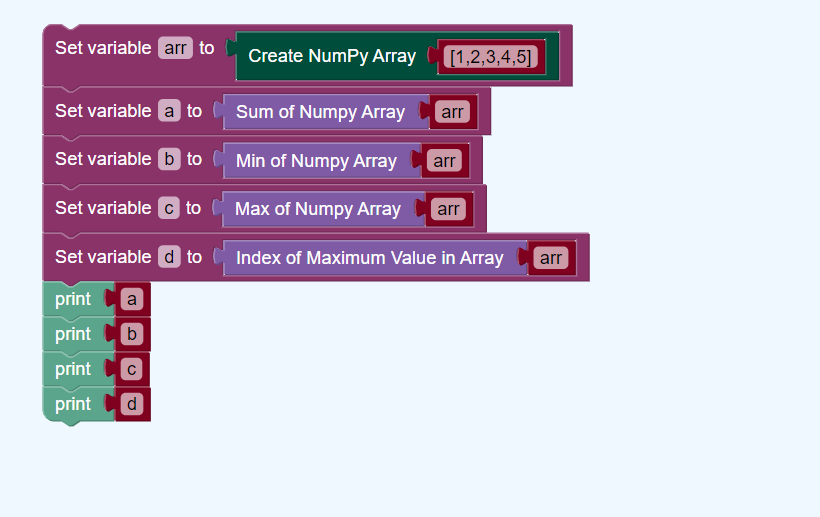 Set variable arr to Create NumPy Array [1,2,3,4,5]
Set variable a to Sum of Numpy Array arr
Set variable b to Min of Numpy Array arr
Set variable c to Max of Numpy Array arr
Set variable d to Index of Maximum Value in Array arr
print a
print b
print c
print d